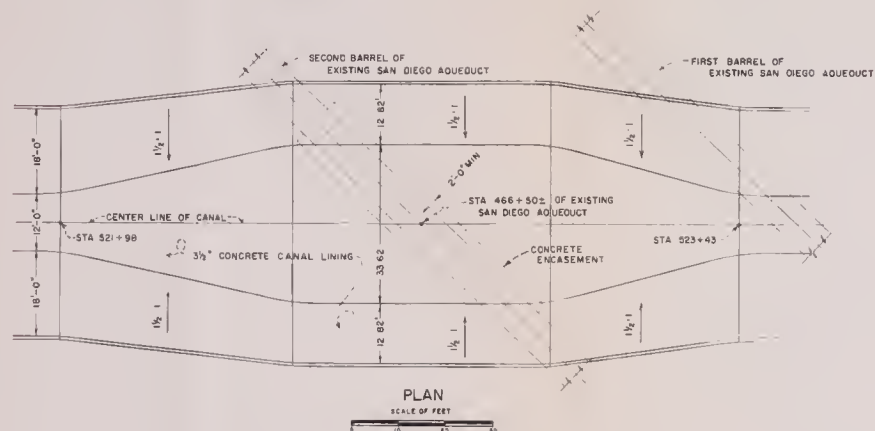 SECOND BARREL OF
EXISTING SAN DIEGO AQUEDUCT
FIRST BARREL OF
EXISTING SAN DIEGO AQUEDUCT
18'-0"
1½:1
12 82'
1½:1
1½:1
2'-0" MIN
12'-0"
CENTER LINE OF CANAL
STA 466+50± OF EXISTING
SAN DIEGO AQUEDUCT
STA 521+98
STA 523+43
3½" CONCRETE CANAL LINING
33 62
CONCRETE
ENCASEMENT
18'-0"
1½:1
12 82'
1½:1
1½:1
PLAN
SCALE OF FEET